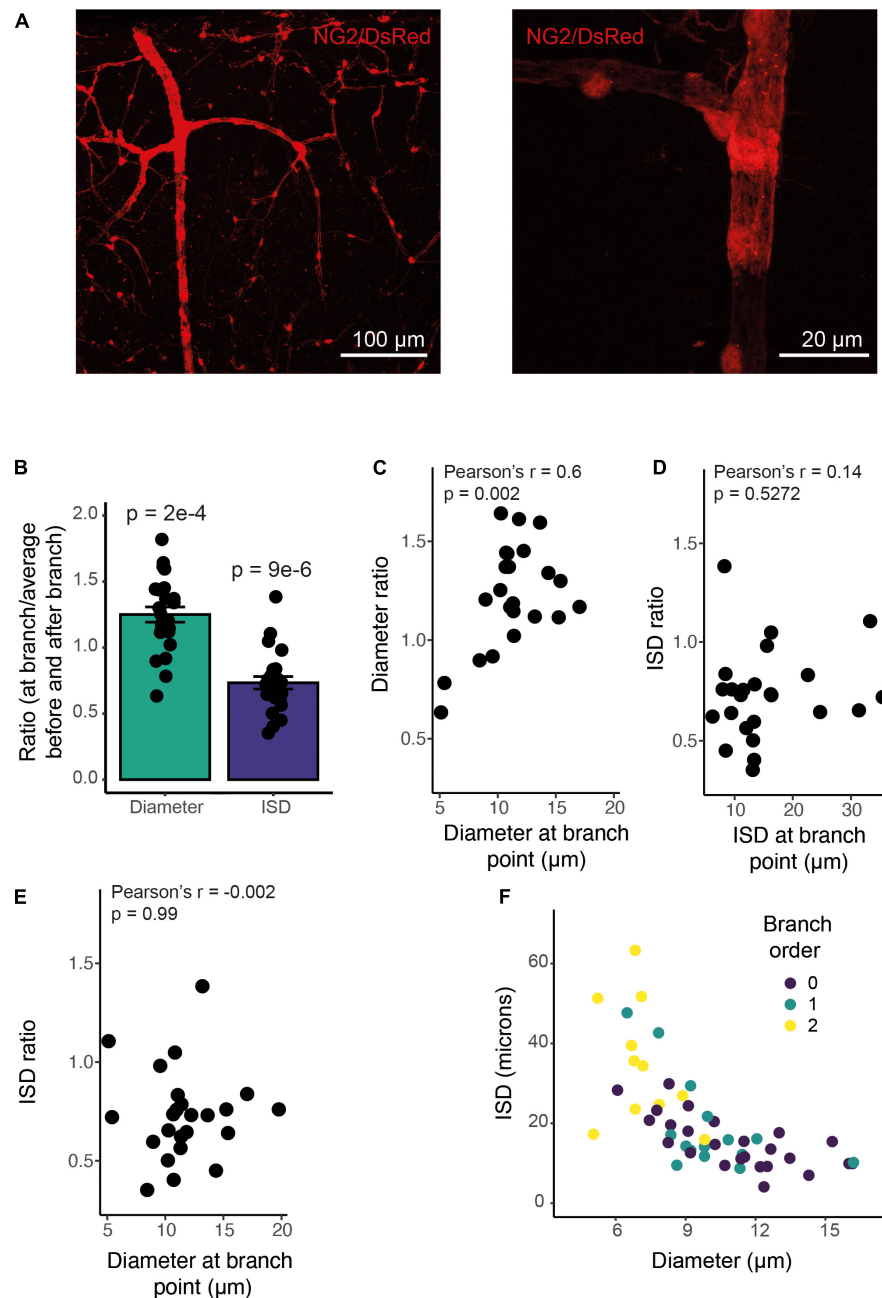 A
NG2/DsRed
100 µm
NG2/DsRed
20 µm
B
Ratio (at branch/average
before and after branch)
2.0
1.5
1.0
0.5
0.0
p = 2e-4
p = 9e-6
Diameter
ISD
C
Pearson's r = 0.6
p = 0.002
Diameter ratio
1.5
1.0
0.5
5
10
15
20
Diameter at branch
point (µm)
D
Pearson's r = 0.14
p = 0.5272
ISD ratio
1.5
1.0
0.5
10
20
30
ISD at branch
point (µm)
E
Pearson's r = -0.002
p = 0.99
ISD ratio
1.5
1.0
0.5
5
10
15
20
Diameter at branch
point (µm)
F
Branch
order
0
1
2
ISD (microns)
60
40
20
0
6
9
12
15
Diameter (µm)